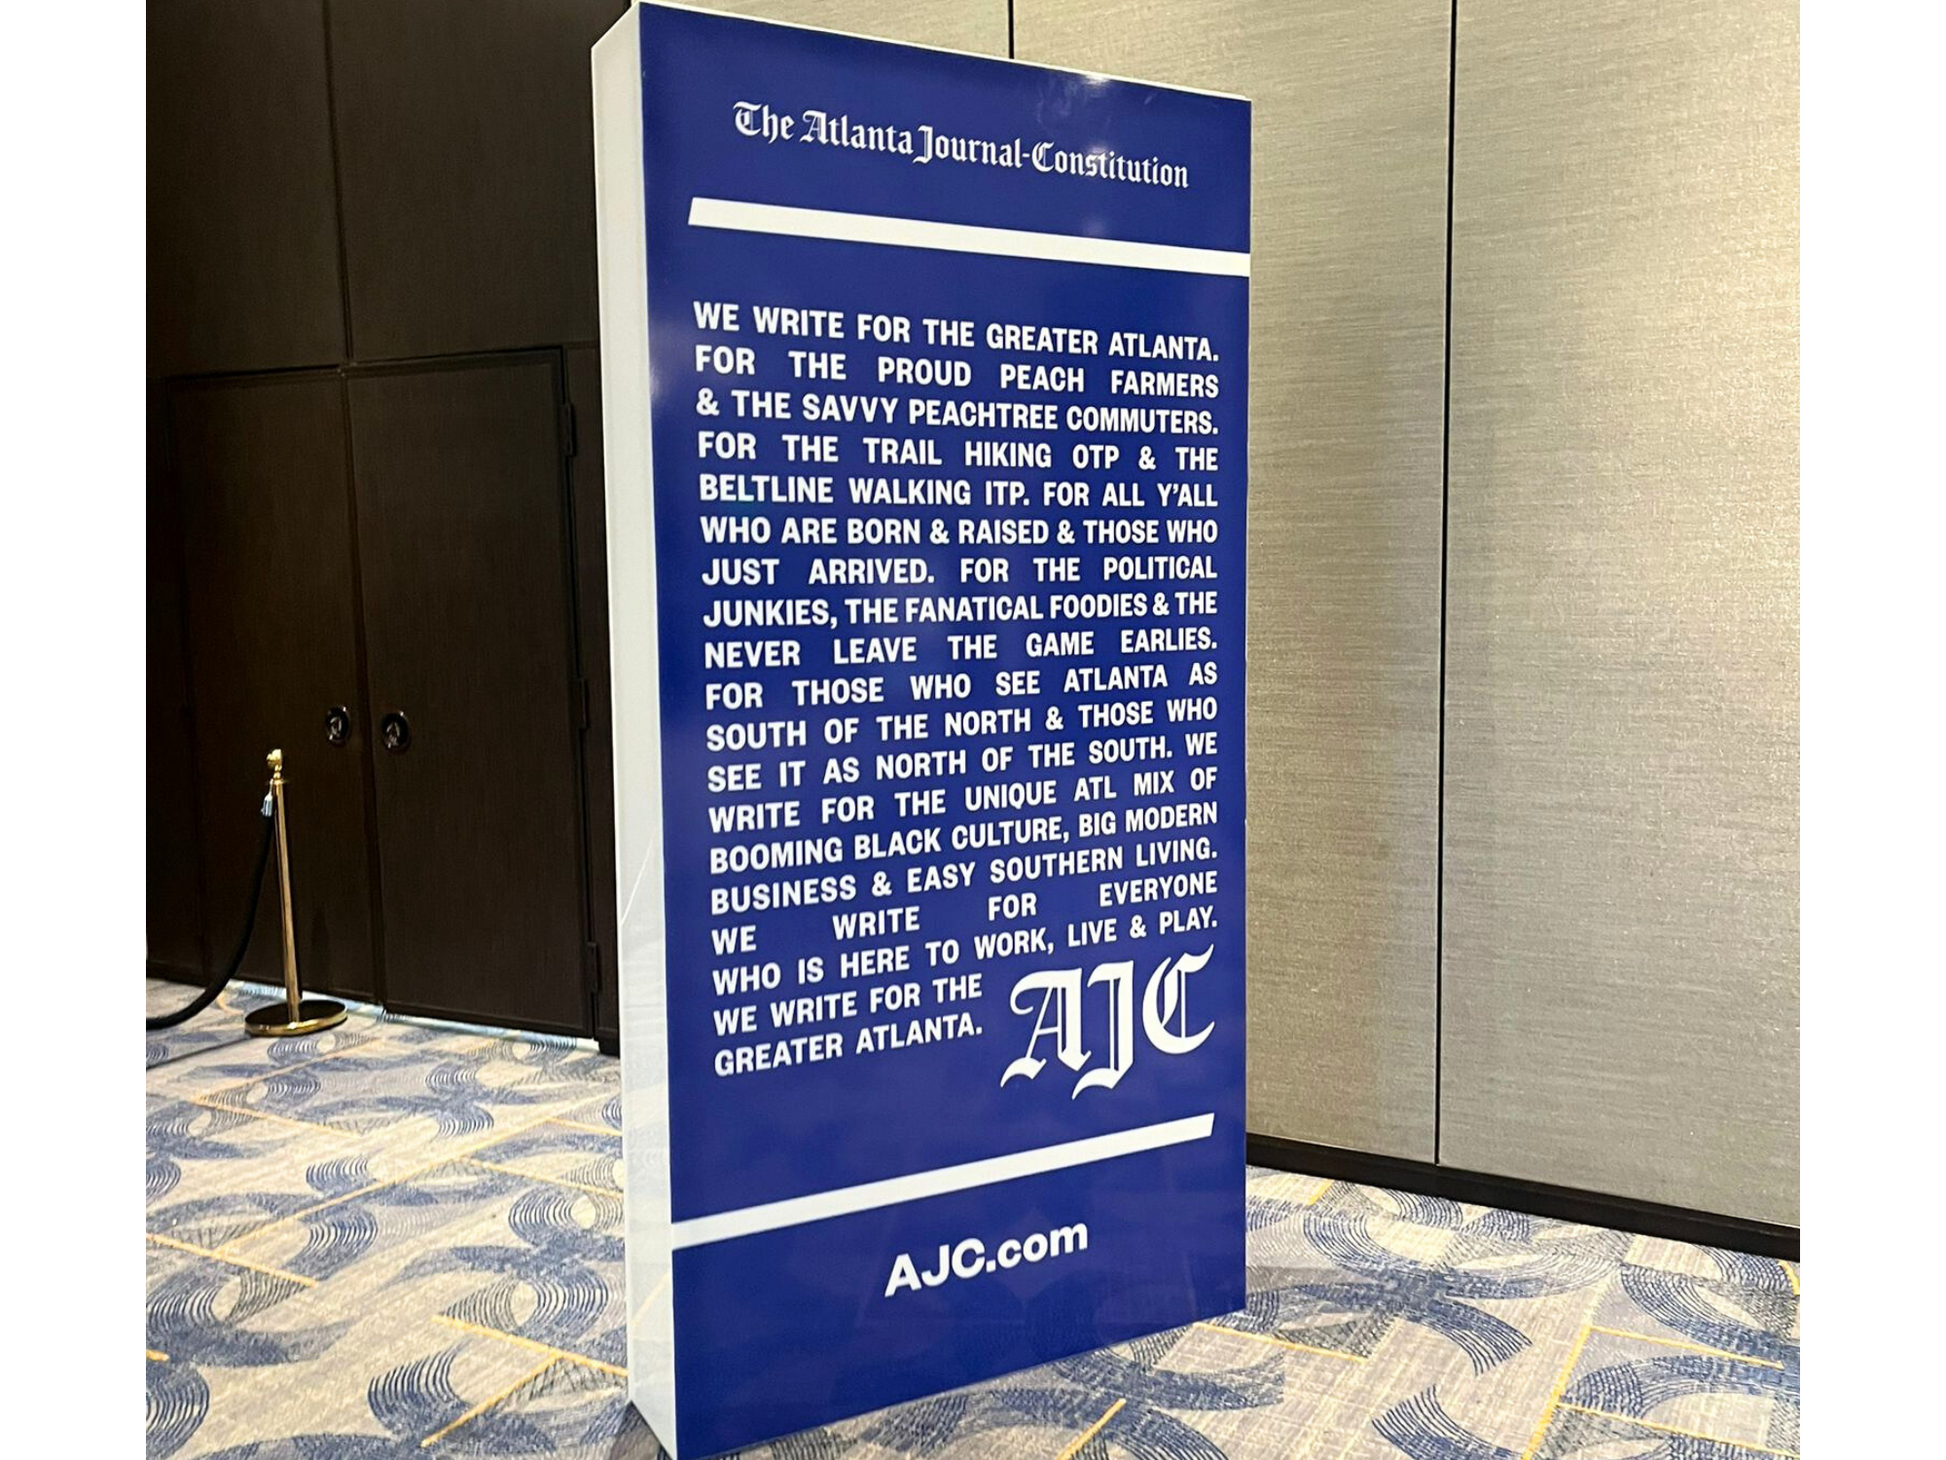 The Atlanta Journal-Constitution
WE WRITE FOR THE GREATER ATLANTA.
FOR THE PROUD PEACH FARMERS
& THE SAVVY PEACHTREE COMMUTERS.
FOR THE TRAIL HIKING OTP & THE
BELTLINE WALKING ITP. FOR ALL Y'ALL
WHO ARE BORN & RAISED & THOSE WHO
JUST ARRIVED. FOR THE POLITICAL
JUNKIES, THE FANATICAL FOODIES & THE
NEVER LEAVE THE GAME EARLIES.
FOR THOSE WHO SEE ATLANTA AS
SOUTH OF THE NORTH & THOSE WHO
SEE IT AS NORTH OF THE SOUTH. WE
WRITE FOR THE UNIQUE ATL MIX OF
BOOMING BLACK CULTURE, BIG MODERN
BUSINESS & EASY SOUTHERN LIVING.
WE WRITE FOR EVERYONE
WHO IS HERE TO WORK, LIVE & PLAY.
WE WRITE FOR THE
GREATER ATLANTA.
AJC
AJC.com